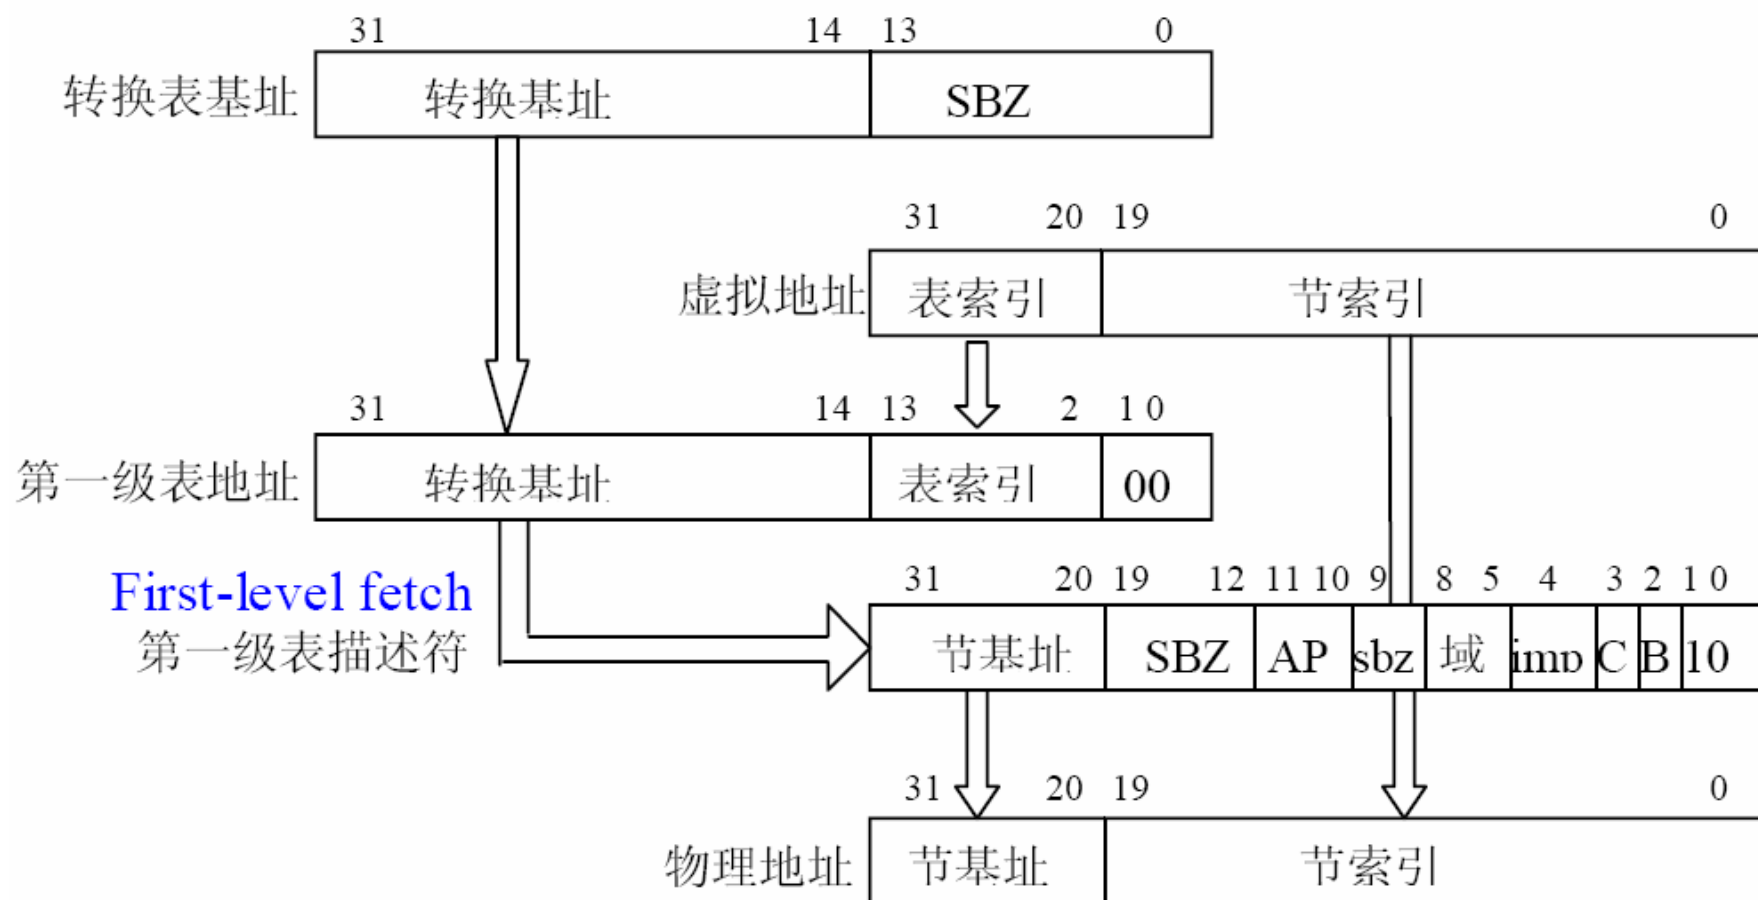 31 14 13 0
转换表基址 转换基址 SBZ
31 20 19 0
虚拟地址 表索引 节索引
31 14 13 2 1 0
第一级表地址 转换基址 表索引 00
First-level fetch
31 20 19 12 11 10 9 8 5 4 3 2 1 0
第一级表描述符 节基址 SBZ AP sbz 域 imp C B 10
31 20 19 0
物理地址 节基址 节索引